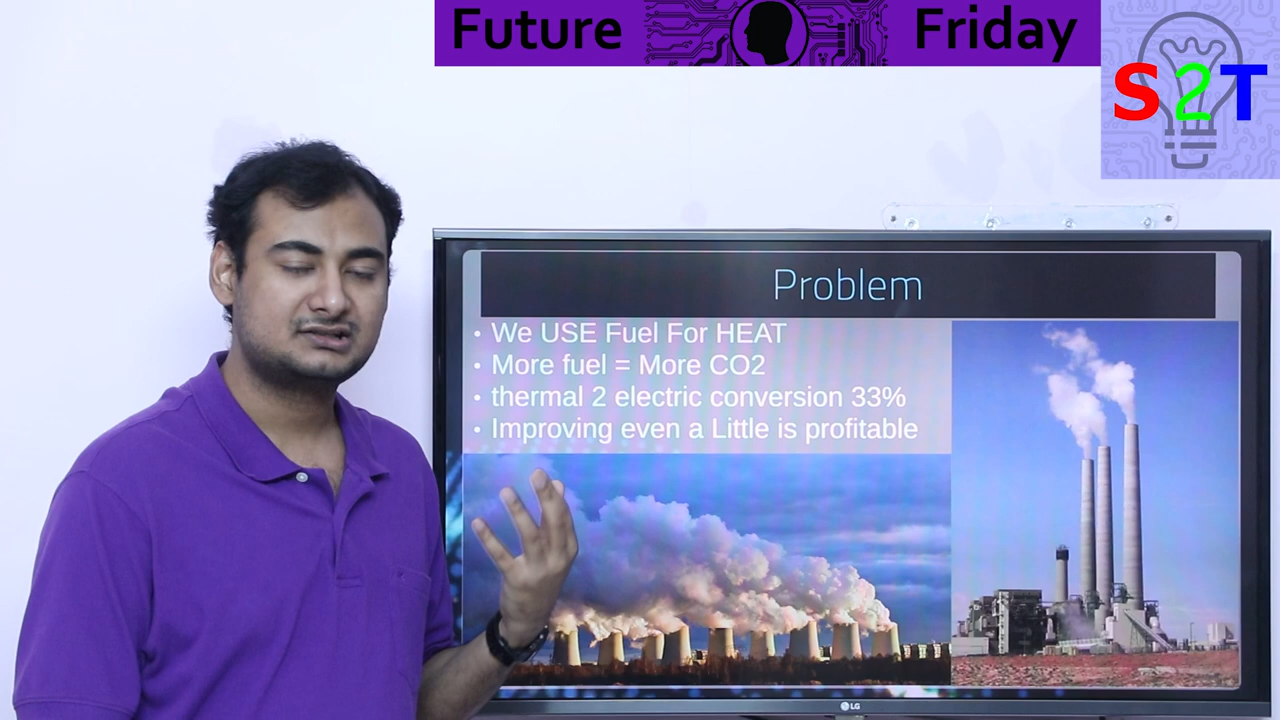 Future Friday
S2T
Problem
• We USE Fuel For HEAT
• More fuel = More CO2
• thermal 2 electric conversion 33%
• Improving even a Little is profitable
LG